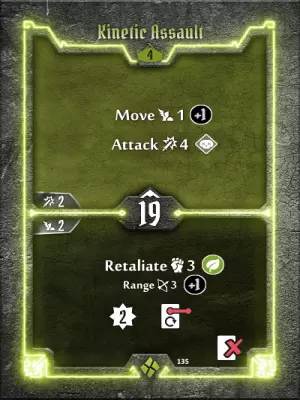 Kinetic Assault
4
Move 1 +1
Attack 4
2
19
2
Retaliate 3
Range 3 +1
2
135